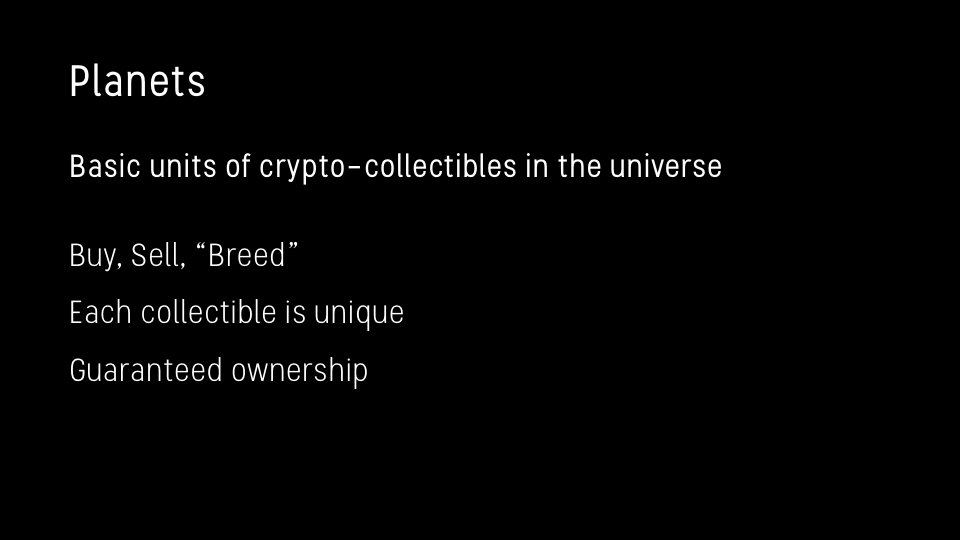 Planets
Basic units of crypto-collectibles in the universe
Buy, Sell, “Breed”
Each collectible is unique
Guaranteed ownership